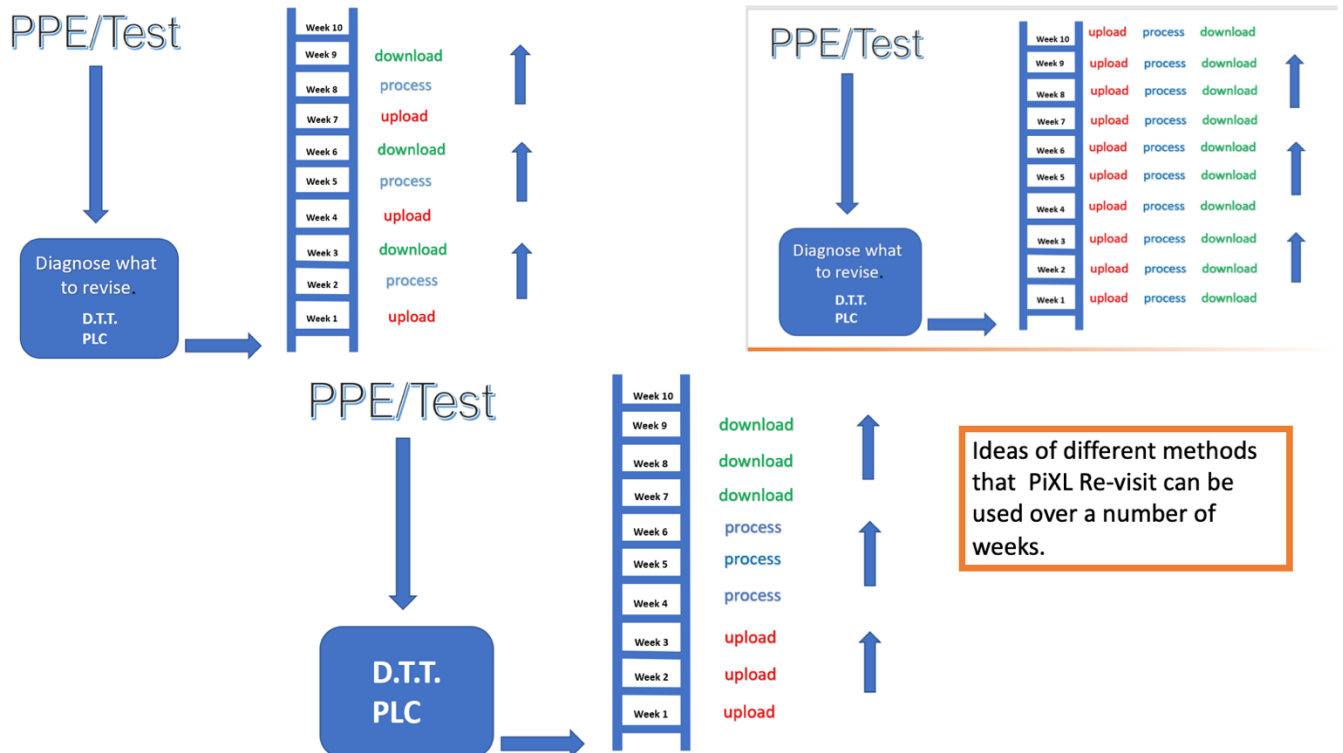 PPE/Test
Week 10
Week 9 download
Week 8 process
Week 7 upload
Week 6 download
Week 5 process
Week 4 upload
Week 3 download
Week 2 process
Week 1 upload
Diagnose what
to revise.
D.T.T.
PLC
PPE/Test
Week 10 upload process download
Week 9 upload process download
Week 8 upload process download
Week 7 upload process download
Week 6 upload process download
Week 5 upload process download
Week 4 upload process download
Week 3 upload process download
Week 2 upload process download
Week 1 upload process download
Diagnose what
to revise.
D.T.T.
PLC
PPE/Test
Week 10
Week 9 download
Week 8 download
Week 7 download
Week 6 process
Week 5 process
Week 4 process
Week 3 upload
Week 2 upload
Week 1 upload
D.T.T.
PLC
Ideas of different methods
that PiXL Re-visit can be
used over a number of
weeks.